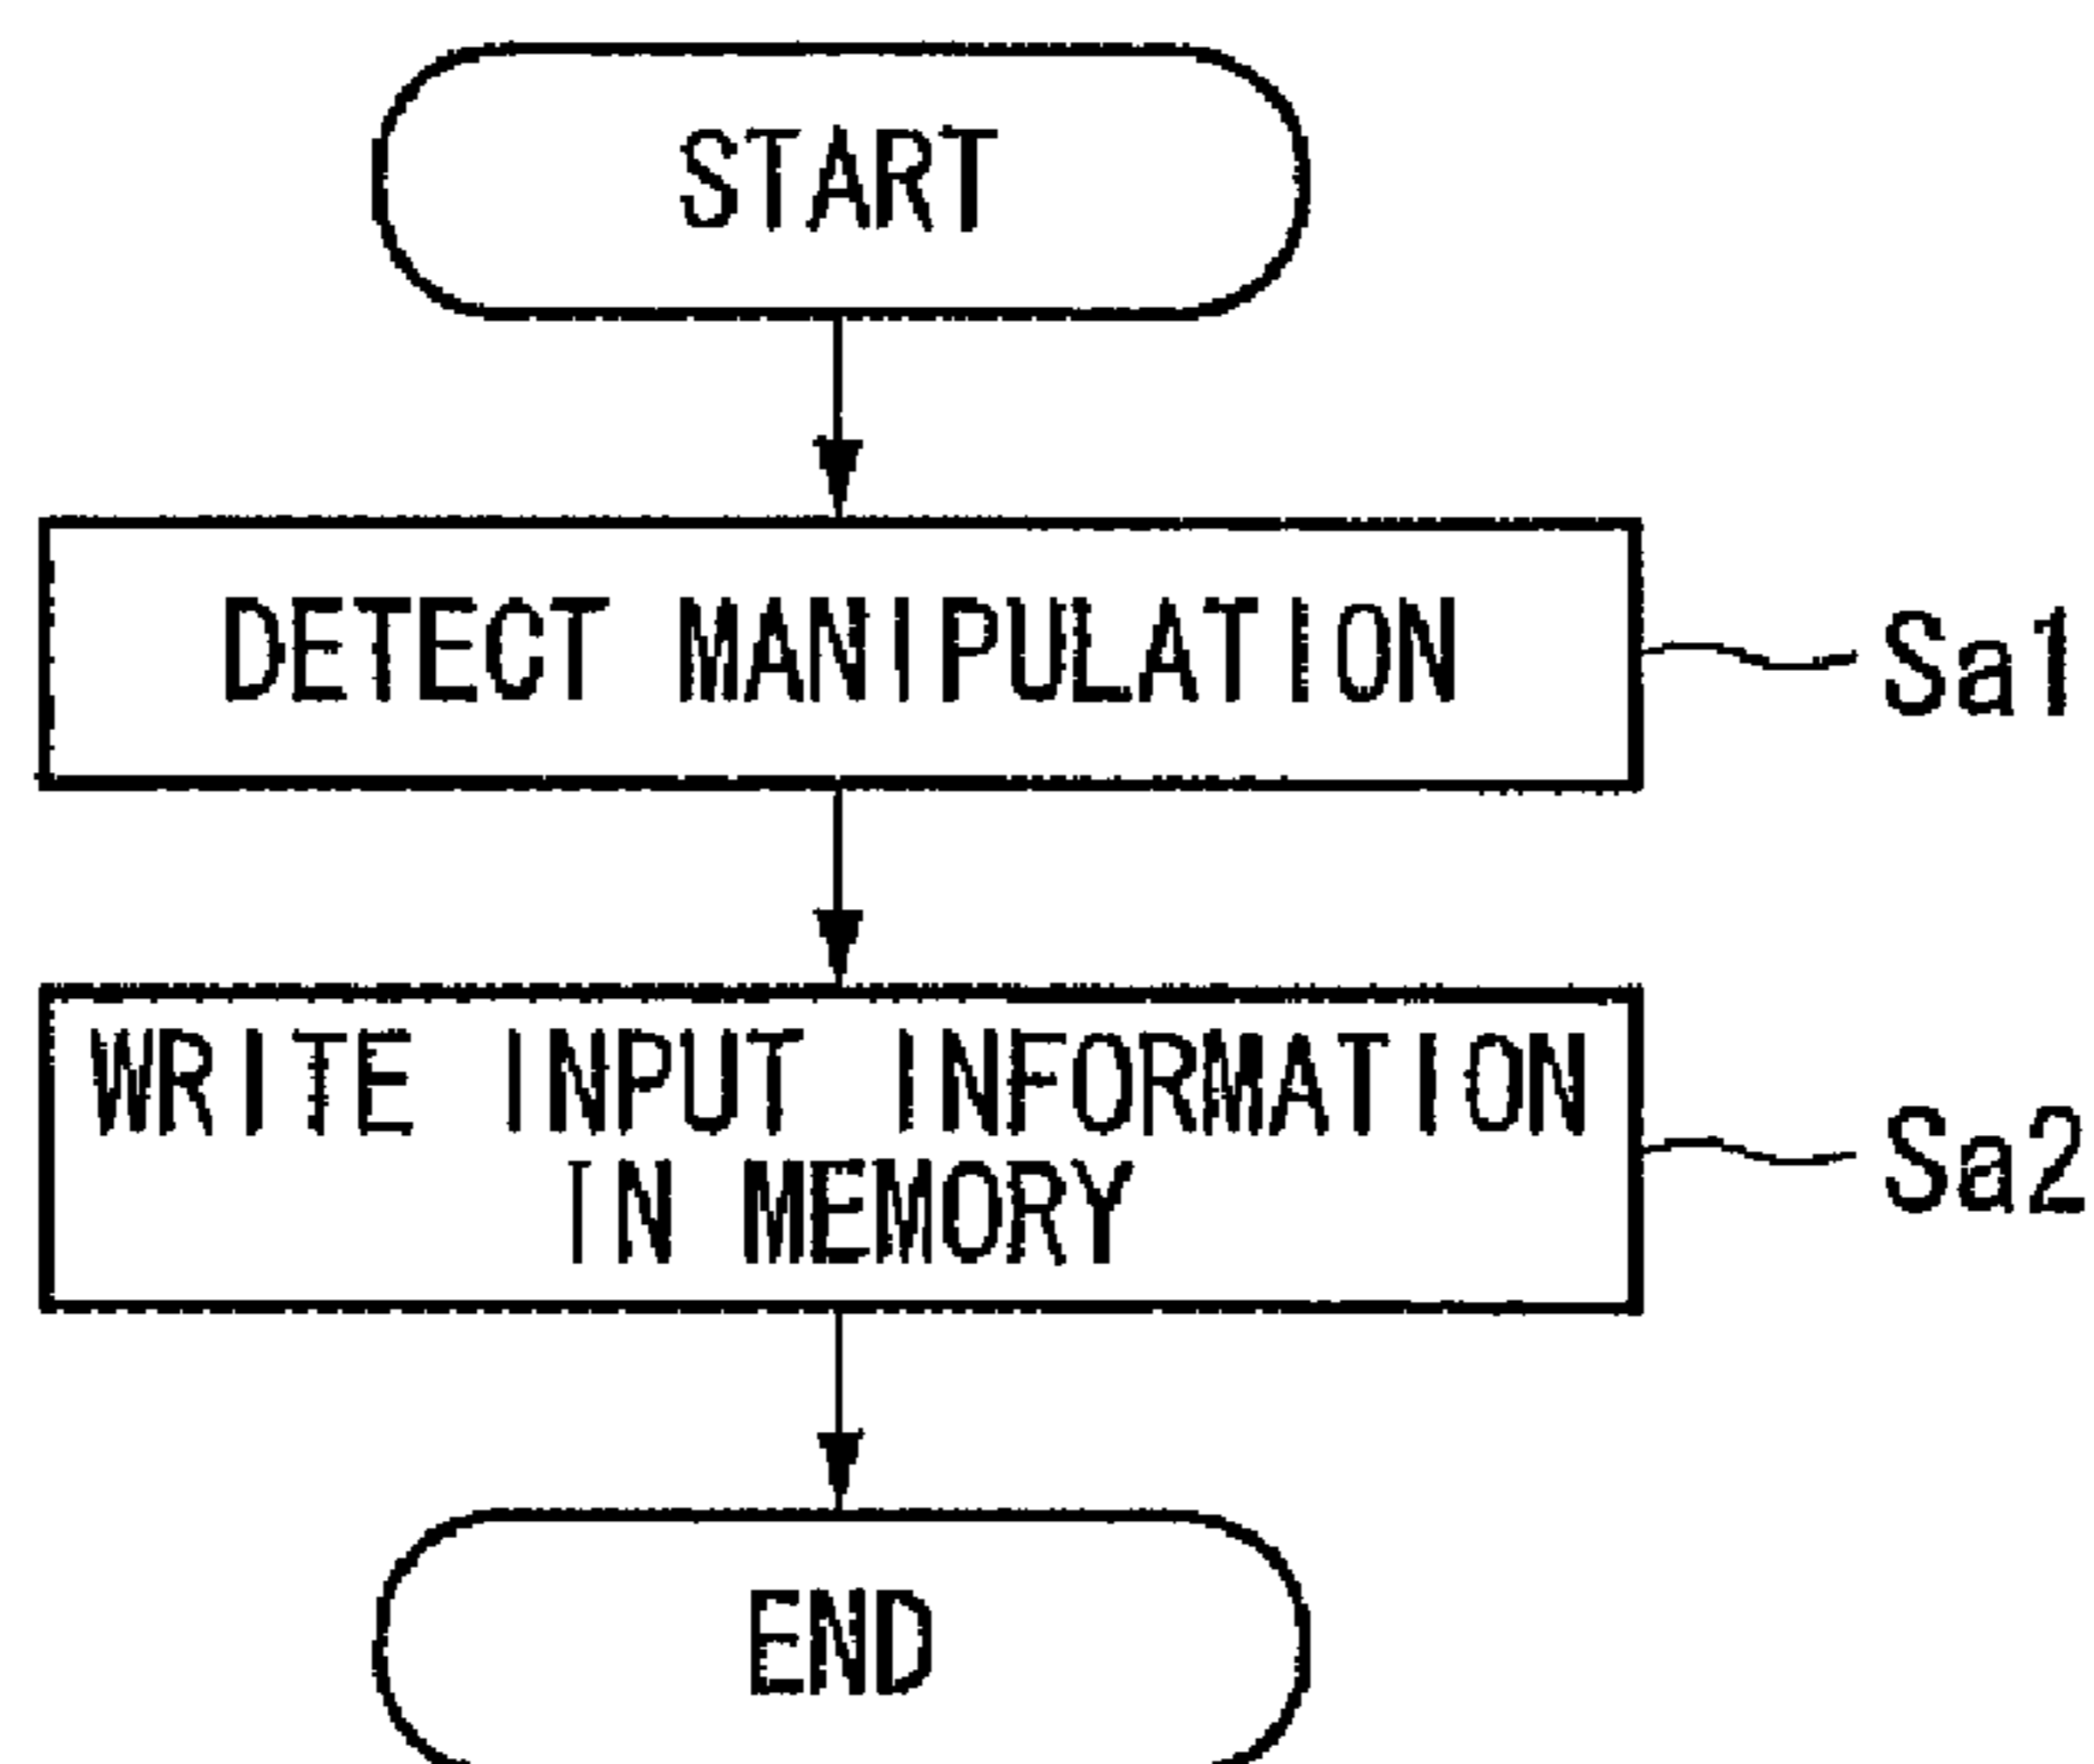 START
DETECT MANIPULATION
Sa1
WRITE INPUT INFORMATION
IN MEMORY
Sa2
END